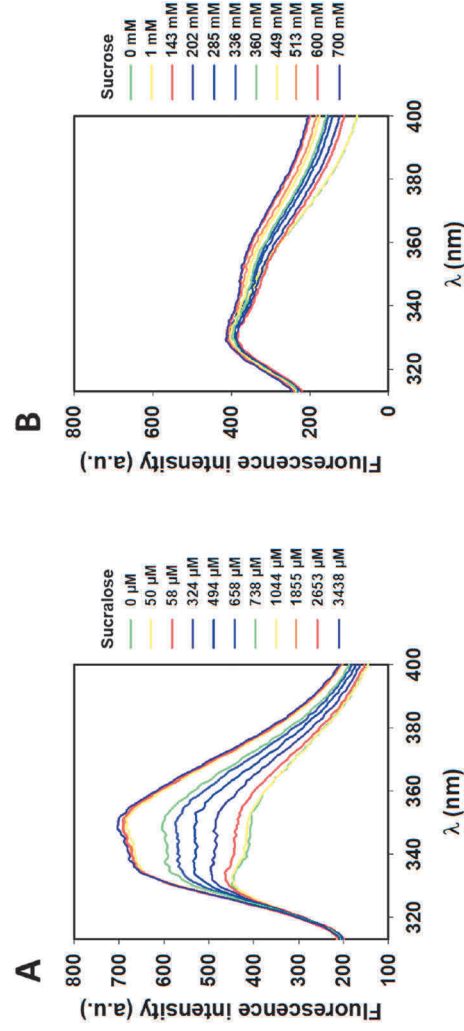 A
Fluorescence intensity (a.u.)
800
700
600
500
400
300
200
100
320
340
360
380
400
λ (nm)
Sucralose
0 µM
50 µM
58 µM
324 µM
494 µM
658 µM
738 µM
1044 µM
1855 µM
2653 µM
3438 µM
B
Fluorescence intensity (a.u.)
800
600
400
200
0
320
340
360
380
400
λ (nm)
Sucrose
0 mM
1 mM
143 mM
202 mM
285 mM
336 mM
360 mM
449 mM
513 mM
600 mM
700 mM